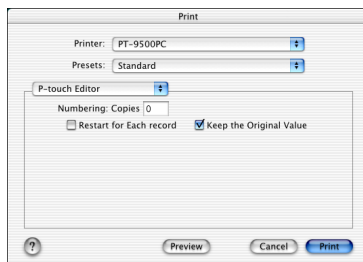 Print
Printer: PT-9500PC
Presets: Standard
P-touch Editor
Numbering: Copies 0
Restart for Each record Keep the Original Value
? Preview Cancel Print